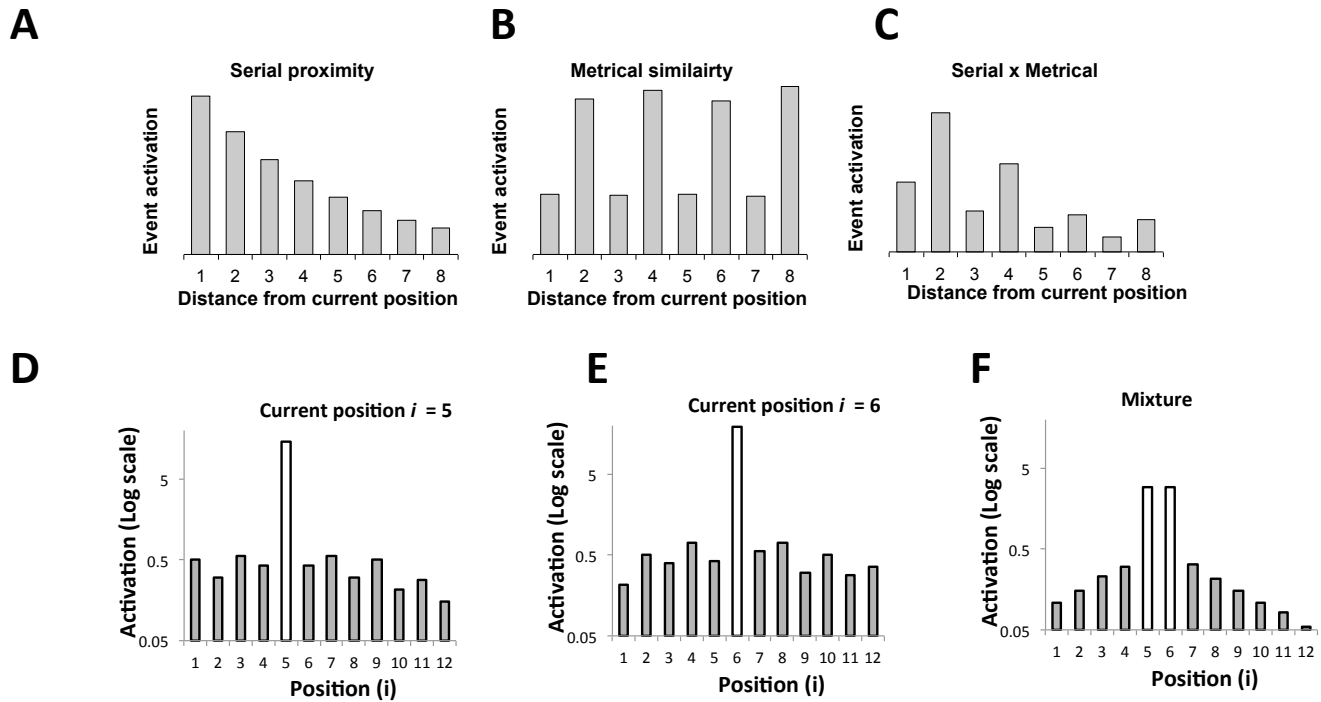 A
B
C
Serial proximity
Metrical similairty
Serial x Metrical
Event activation
Event activation
Event activation
1 2 3 4 5 6 7 8
1 2 3 4 5 6 7 8
1 2 3 4 5 6 7 8
Distance from current position
Distance from current position
Distance from current position
D
E
F
Current position i = 5
Current position i = 6
Mixture
Activation (Log scale)
5
0.5
0.05
1 2 3 4 5 6 7 8 9 10 11 12
Position (i)
Activation (Log scale)
5
0.5
0.05
1 2 3 4 5 6 7 8 9 10 11 12
Position (i)
Activation (Log scale)
5
0.5
0.05
1 2 3 4 5 6 7 8 9 10 11 12
Position (i)